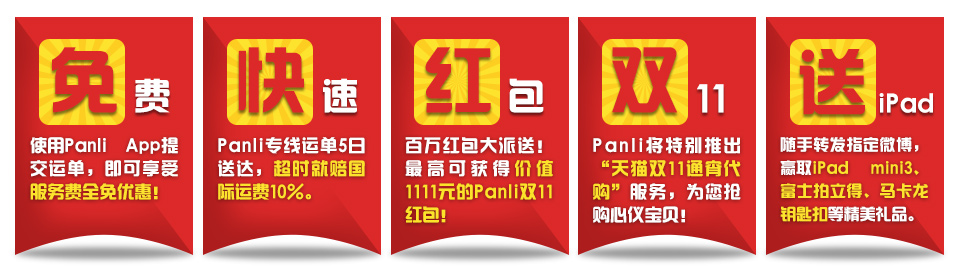 免费
使用Panli App提
交运单，即可享受
服务费全免优惠！
快速
Panli专线运单5日
送达，超时就赔国
际运费10%。
红包
百万红包大派送！
最高可获得价值
1111元的Panli双11
红包！
双11
Panli将特别推出
“天猫双11通宵代
购”服务，为您抢
购心仪宝贝！
送iPad
随手转发指定微博，
赢取iPad mini3、
富士拍立得、马卡龙
钥匙扣等精美礼品。